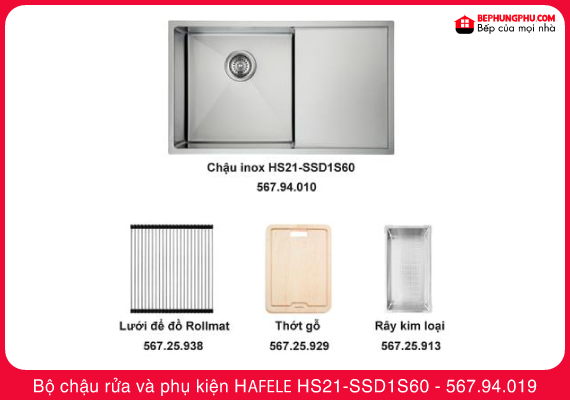 BEPHUNGPHU.COM
Bếp của mọi nhà
Chậu inox HS21-SSD1S60
567.94.010
Lưới để đồ Rollmat
567.25.938
Thớt gỗ
567.25.929
Rây kim loại
567.25.913
Bộ chậu rửa và phụ kiện HAFELE HS21-SSD1S60 - 567.94.019